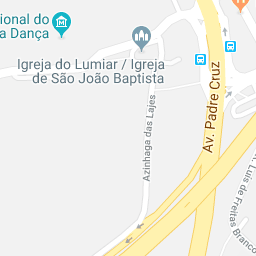 ional do
a Dança
Igreja do Lumiar / Igreja
de São João Baptista
Azinhaga das Lajes
Av. Padre Cruz
. Luis de Freitas Branco